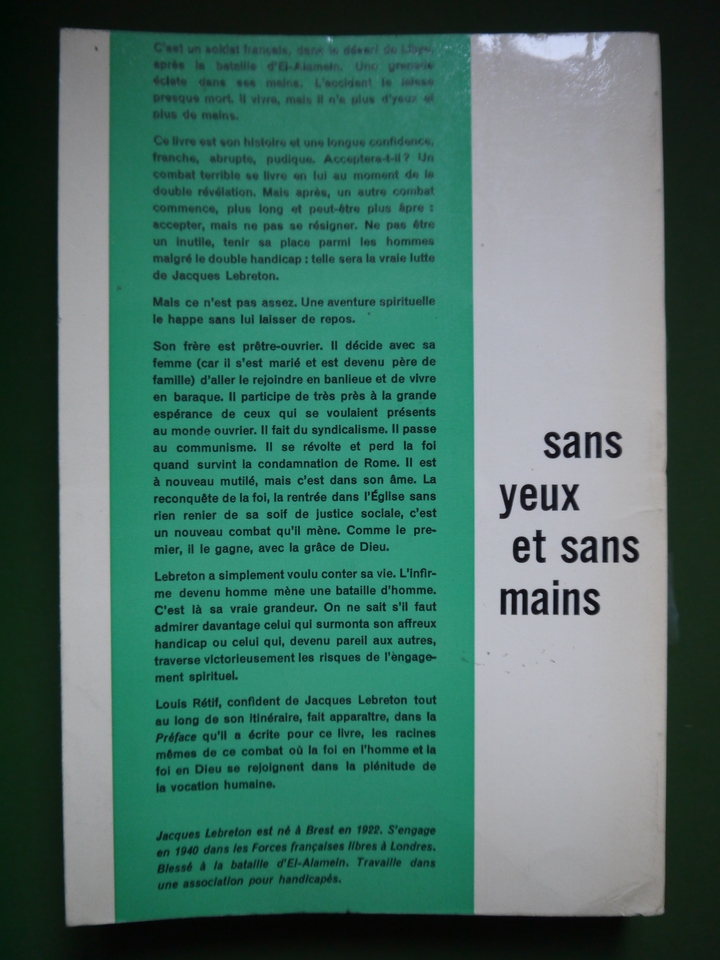 C'est un soldat français, dans le désert de Libye,
après la bataille d'El-Alamein. Une grenade
éclate dans ses mains. L'accident le laisse
presque mort. Il vivra, mais il n'a plus d'yeux et
plus de mains.
Ce livre est son histoire et une longue confidence,
franche, abrupte, pudique. Acceptera-t-il ? Un
combat terrible se livre en lui au moment de la
double révélation. Mais après, un autre combat
commence, plus long et peut-être plus âpre :
accepter, mais ne pas se résigner. Ne pas être
un inutile, tenir sa place parmi les hommes
malgré le double handicap : telle sera la vraie lutte
de Jacques Lebreton.
Mais ce n'est pas assez. Une aventure spirituelle
le happe sans lui laisser de repos.
Son frère est prêtre-ouvrier. Il décide avec sa
femme (car il s'est marié et est devenu père de
famille) d'aller le rejoindre en banlieue et de vivre
en baraque. Il participe de très près à la grande
espérance de ceux qui se voulaient présents
au monde ouvrier. Il fait du syndicalisme. Il passe
au communisme. Il se révolte et perd la foi
quand survint la condamnation de Rome. Il est
à nouveau mutilé, mais c'est dans son âme. La
reconquête de la foi, la rentrée dans l'Église sans
rien renier de sa soif de justice sociale, c'est
un nouveau combat qu'il mène. Comme le pre-
mier, il le gagne, avec la grâce de Dieu.
Lebreton a simplement voulu conter sa vie. L'infir-
me devenu homme mène une bataille d'homme.
C'est là sa vraie grandeur. On ne sait s'il faut
admirer davantage celui qui surmonta son affreux
handicap ou celui qui, devenu pareil aux autres,
traverse victorieusement les risques de l'engage-
ment spirituel.
Louis Rétif, confident de Jacques Lebreton tout
au long de son itinéraire, fait apparaître, dans la
Préface qu'il a écrite pour ce livre, les racines
mêmes de ce combat où la foi en l'homme et la
foi en Dieu se rejoignent dans la plénitude de
la vocation humaine.
Jacques Lebreton est né à Brest en 1922. S'engage
en 1940 dans les Forces françaises libres à Londres.
Blessé à la bataille d'El-Alamein. Travaille dans
une association pour handicapés.
sans
yeux
et sans
mains